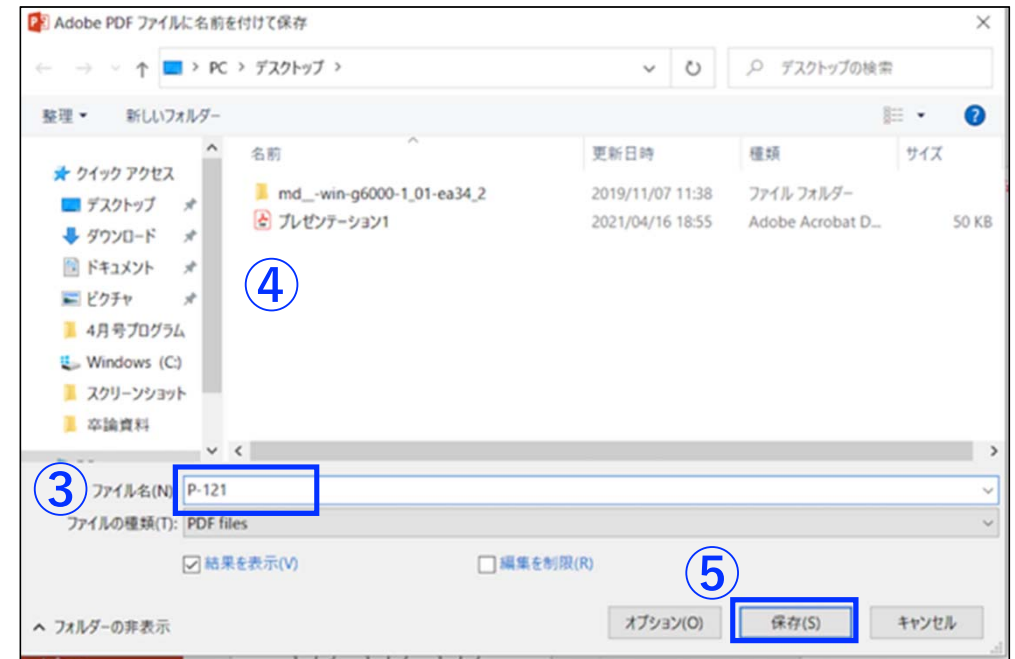 Adobe PDF ファイルに名前を付けて保存
PC › デスクトップ ›
デスクトップの検索
整理
新しいフォルダー
名前 更新日時 種類 サイズ
クイック アクセス
デスクトップ
ダウンロード
ドキュメント
ピクチャ
4月号プログラム
Windows (C:)
スクリーンショット
卒論資料
md__-win-g6000-1_01-ea34_2 2019/11/07 11:38 ファイル フォルダー
プレゼンテーション1 2021/04/16 18:55 Adobe Acrobat D... 50 KB
④
③ ファイル名(N) P-121
ファイルの種類(T): PDF files
結果を表示(V) 編集を制限(R)
⑤
フォルダーの非表示 オプション(O) 保存(S) キャンセル